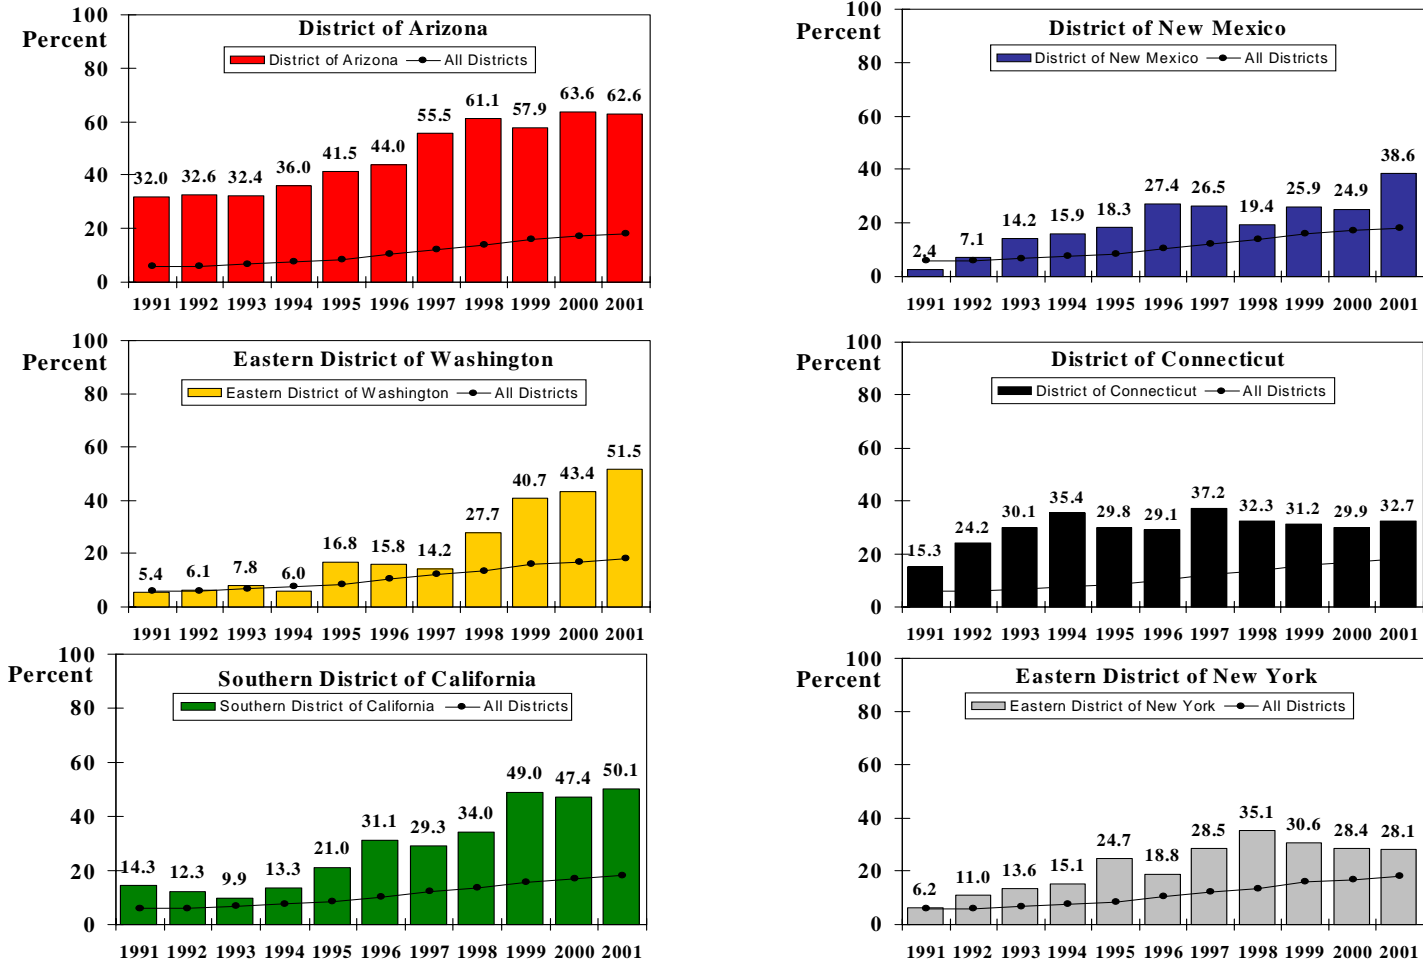 100
Percent
80
60
40
20
0
District of Arizona
District of Arizona All Districts
32.0 32.6 32.4 36.0 41.5 44.0 55.5 61.1 57.9 63.6 62.6
1991 1992 1993 1994 1995 1996 1997 1998 1999 2000 2001
100
Percent
80
60
40
20
0
District of New Mexico
District of New Mexico All Districts
2.4 7.1 14.2 15.9 18.3 27.4 26.5 19.4 25.9 24.9 38.6
1991 1992 1993 1994 1995 1996 1997 1998 1999 2000 2001
100
Percent
80
60
40
20
0
Eastern District of Washington
Eastern District of Washington All Districts
5.4 6.1 7.8 6.0 16.8 15.8 14.2 27.7 40.7 43.4 51.5
1991 1992 1993 1994 1995 1996 1997 1998 1999 2000 2001
100
Percent
80
60
40
20
0
District of Connecticut
District of Connecticut All Districts
15.3 24.2 30.1 35.4 29.8 29.1 37.2 32.3 31.2 29.9 32.7
1991 1992 1993 1994 1995 1996 1997 1998 1999 2000 2001
100
Percent
80
60
40
20
0
Southern District of California
Southern District of California All Districts
14.3 12.3 9.9 13.3 21.0 31.1 29.3 34.0 49.0 47.4 50.1
1991 1992 1993 1994 1995 1996 1997 1998 1999 2000 2001
100
Percent
80
60
40
20
0
Eastern District of New York
Eastern District of New York All Districts
6.2 11.0 13.6 15.1 24.7 18.8 28.5 35.1 30.6 28.4 28.1
1991 1992 1993 1994 1995 1996 1997 1998 1999 2000 2001